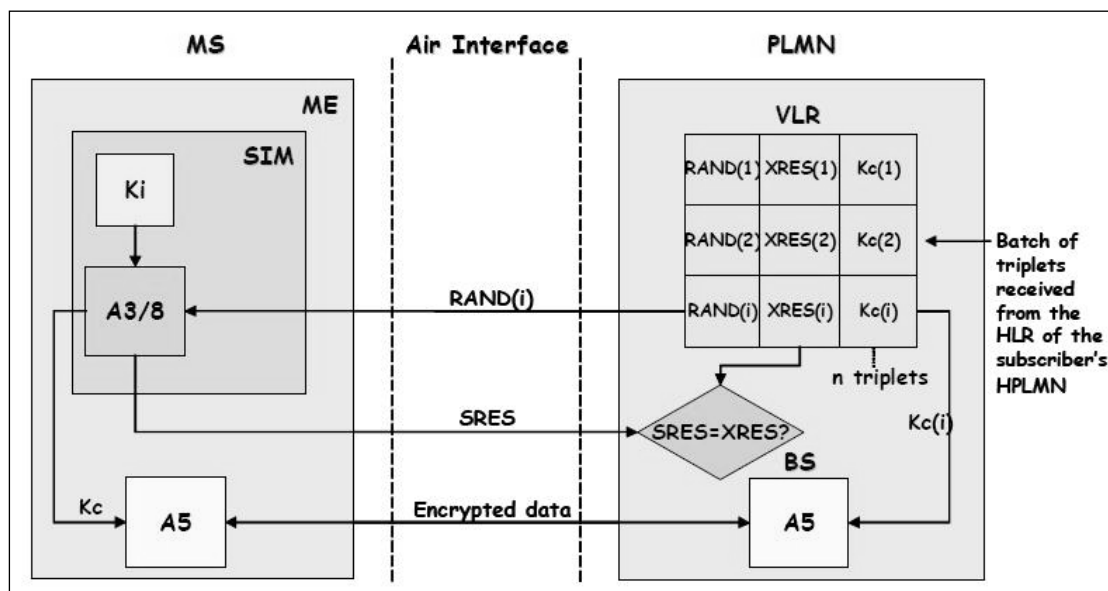 MS
Air Interface
PLMN
ME
VLR
SIM
RAND(1) XRES(1) Kc(1)
Ki
RAND(2) XRES(2) Kc(2)
Batch of
triplets
received
from the
HLR of the
subscriber's
HPLMN
A3/8
RAND(i)
RAND(i) XRES(i) Kc(i)
n triplets
SRES
SRES=XRES?
Kc(i)
BS
Kc
A5
Encrypted data
A5